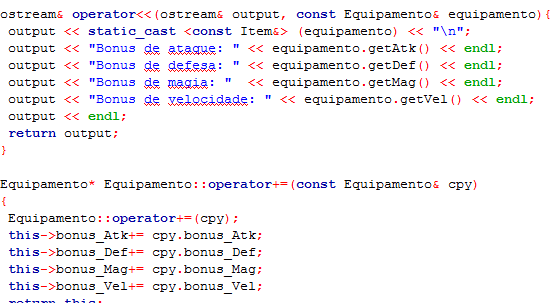 ostream& operator<<(ostream& output, const Equipamento& equipamento){
output << static_cast <const Item&> (equipamento) << "\n";
output << "Bonus de ataque: " << equipamento.getAtk() << endl;
output << "Bonus de defesa: " << equipamento.getDef() << endl;
output << "Bonus de magia: "  << equipamento.getMag() << endl;
output << "Bonus de velocidade: " << equipamento.getVel() << endl;
output << endl;
return output;
}
Equipamento* Equipamento::operator+=(const Equipamento& cpy)
{
Equipamento::operator+=(cpy);
this->bonus_Atk+= cpy.bonus_Atk;
this->bonus_Def+= cpy.bonus_Def;
this->bonus_Mag+= cpy.bonus_Mag;
this->bonus_Vel+= cpy.bonus_Vel;
return this;